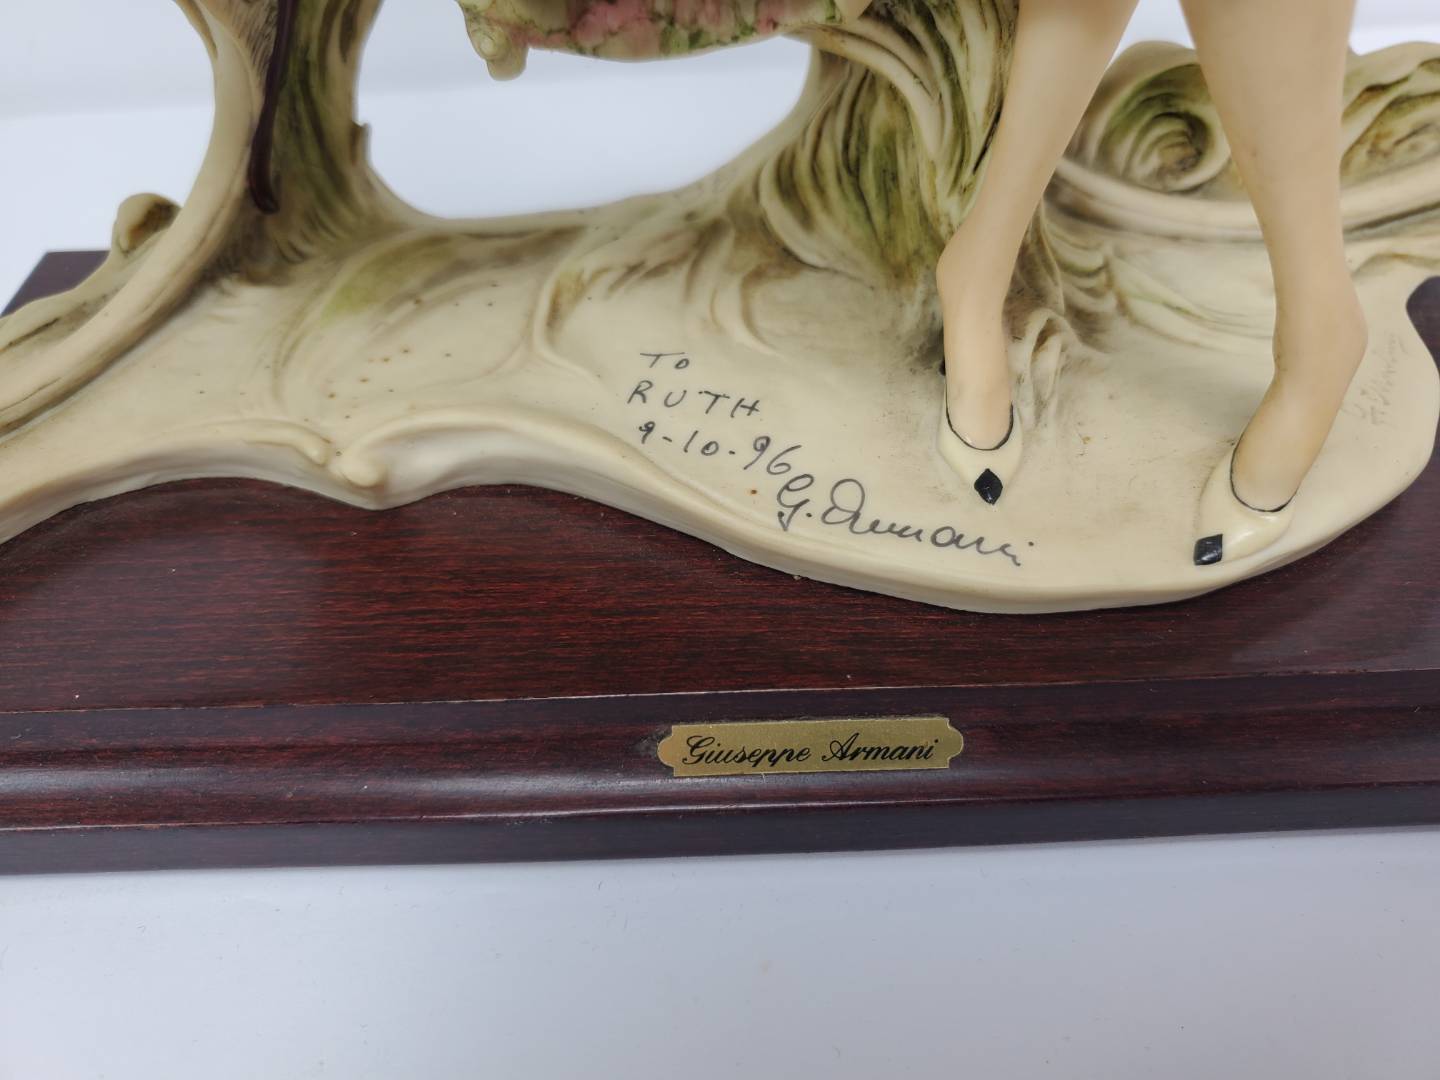 To
RUTH
9-10-96
G. Armani
Giuseppe Armani